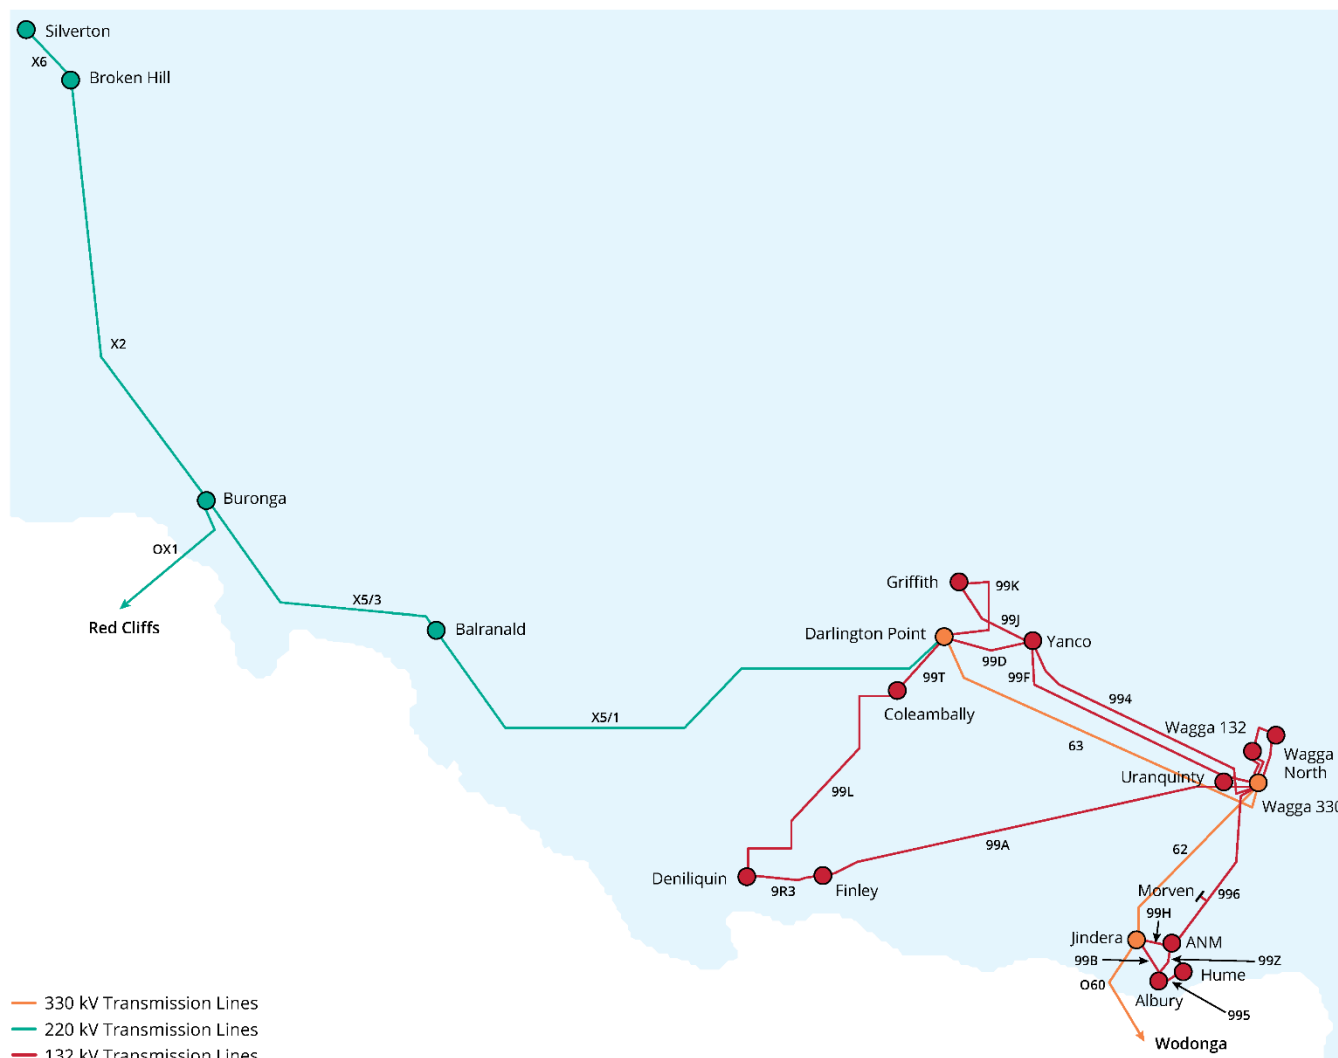 Silverton
X6
Broken Hill
X2
Buronga
OX1
Red Cliffs
X5/3
Balranald
X5/1
Griffith
99K
99J
Darlington Point
Yanco
99D
99T
99F
Coleambally
994
63
Wagga 132
Wagga
North
Uranquinty
Wagga 330
99L
99A
62
Deniliquin
9R3
Finley
Morven
996
99H
Jindera
ANM
99B
99Z
Hume
O60
Albury
995
Wodonga
330 kV Transmission Lines
220 kV Transmission Lines
132 kV Transmission Lines